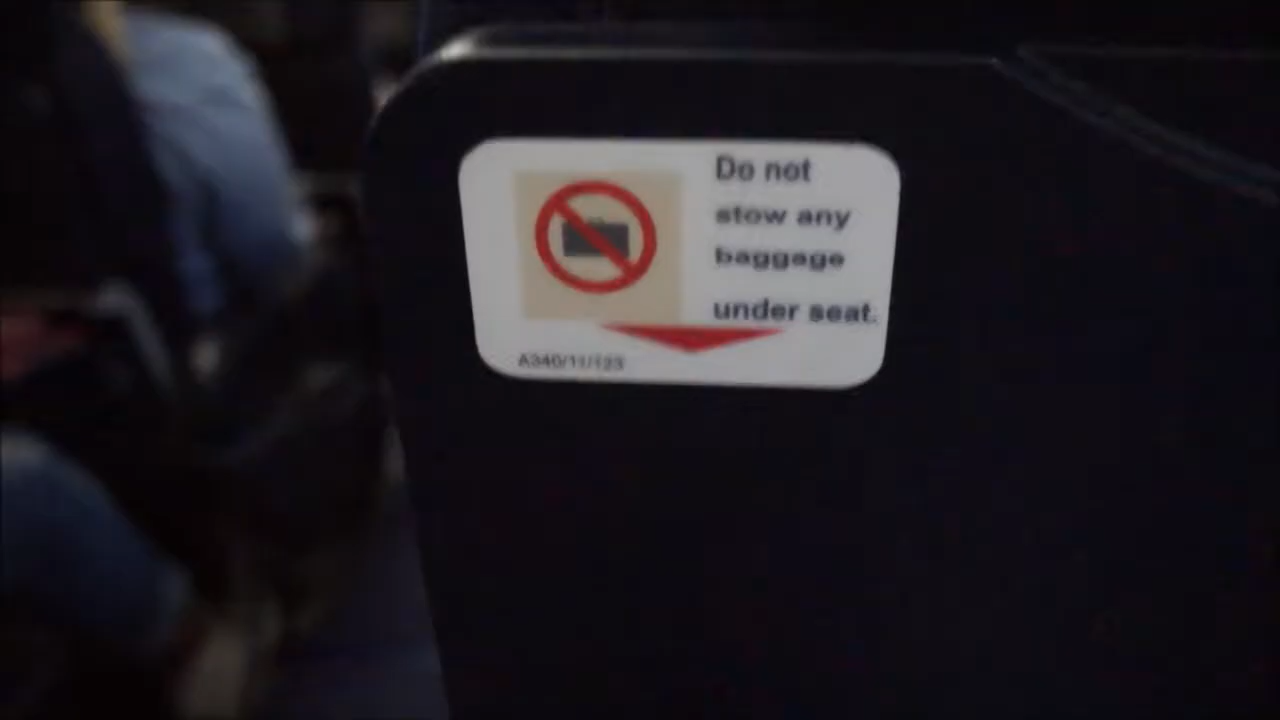 Do not
stow any
baggage
under seat.
A340/11/123